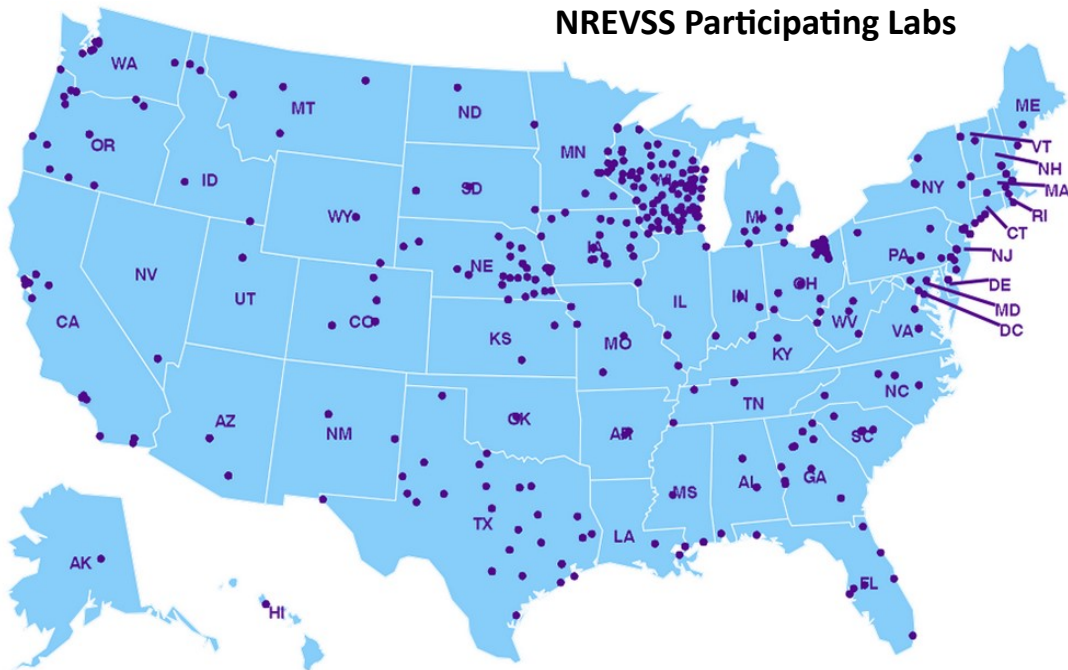 NREVSS Participating Labs
WA
MT
ND
MN
ME
VT
NH
OR
ID
SD
WI
MI
NY
MA
RI
WY
IA
CT
NE
PA
NJ
NV
UT
CO
IL
IN
OH
DE
MD
DC
CA
KS
MO
WV
VA
KY
AZ
NM
OK
AR
TN
NC
SC
MS
AL
GA
TX
LA
AK
HI
FL